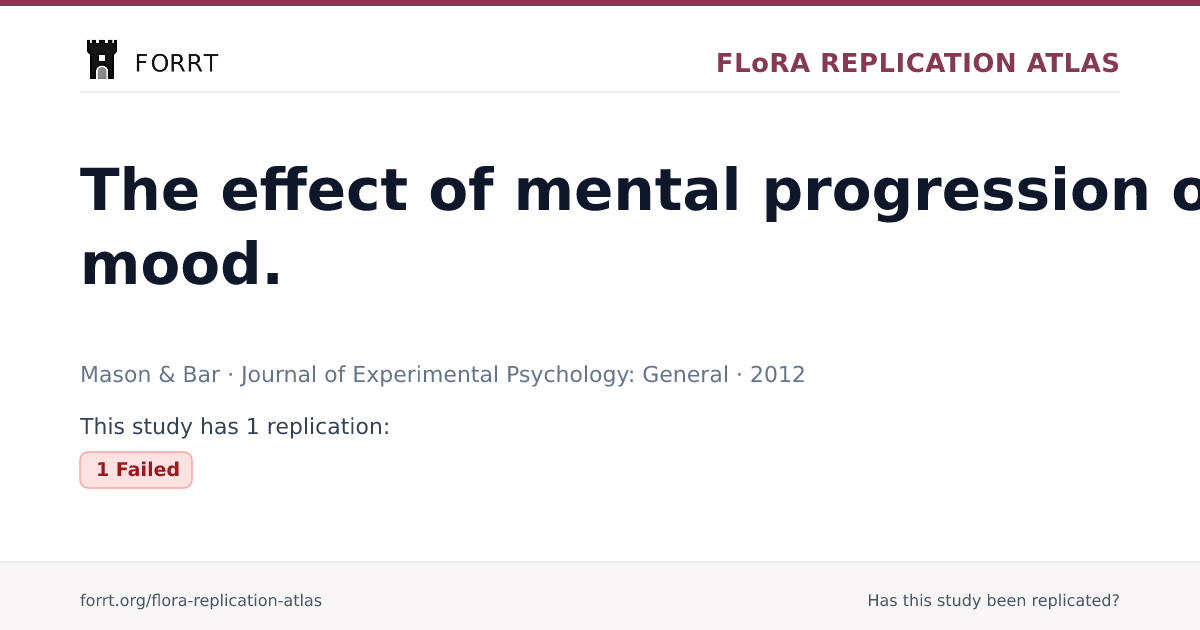 FORRT
FLoRA REPLICATION ATLAS
The effect of mental progression o
mood.
Mason & Bar · Journal of Experimental Psychology: General · 2012
This study has 1 replication:
1 Failed
forrt.org/flora-replication-atlas
Has this study been replicated?